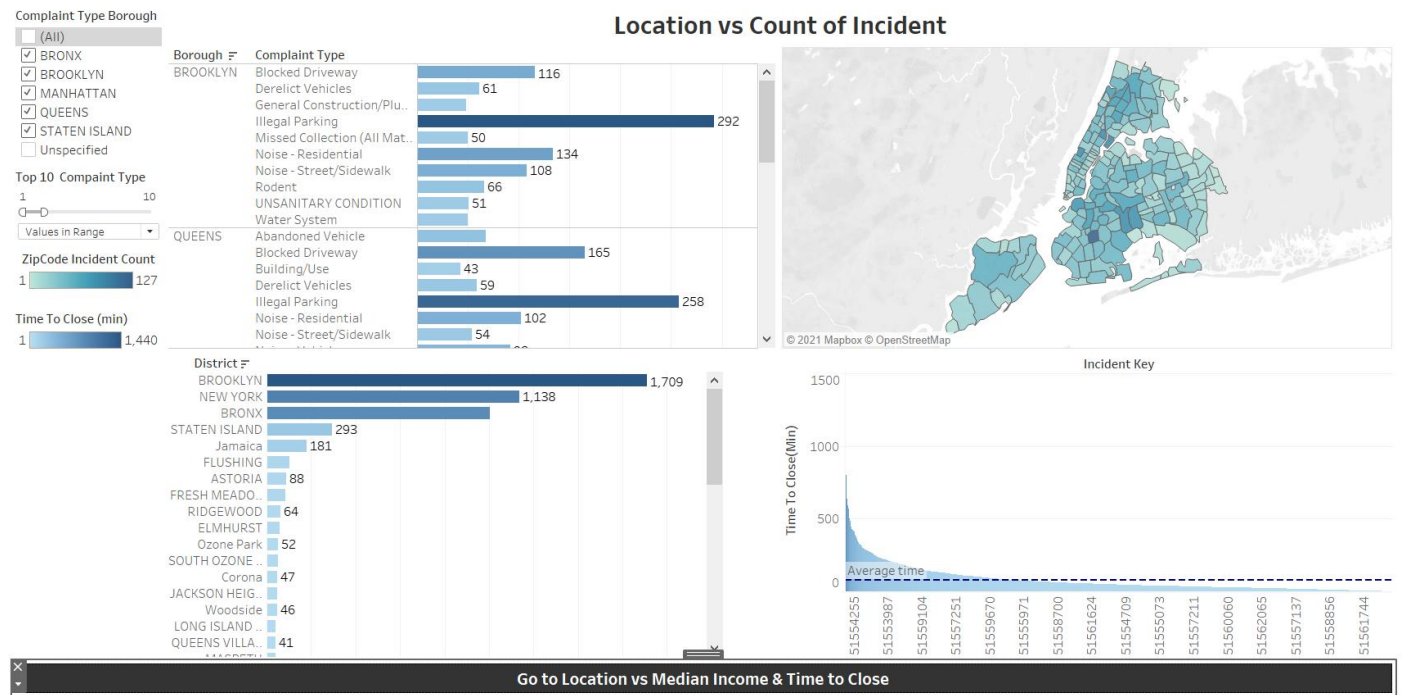 Location vs Count of Incident
Complaint Type Borough
(All)
BRONX
BROOKLYN
MANHATTAN
QUEENS
STATEN ISLAND
Unspecified
Top 10 Compaint Type
1 10
Values in Range
ZipCode Incident Count
1 127
Time To Close (min)
1 1,440
Borough Complaint Type
BROOKLYN Blocked Driveway 116
Derelict Vehicles 61
General Construction/Plu..
Illegal Parking 292
Missed Collection (All Mat.. 50
Noise - Residential 134
Noise - Street/Sidewalk 108
Rodent 66
UNSANITARY CONDITION 51
Water System
QUEENS Abandoned Vehicle
Blocked Driveway 165
Building/Use 43
Derelict Vehicles 59
Illegal Parking 258
Noise - Residential 102
Noise - Street/Sidewalk 54
© 2021 Mapbox © OpenStreetMap
District
BROOKLYN 1,709
NEW YORK 1,138
BRONX
STATEN ISLAND 293
Jamaica 181
FLUSHING
ASTORIA 88
FRESH MEADO..
RIDGEWOOD 64
ELMHURST
Ozone Park 52
SOUTH OZONE ..
Corona 47
JACKSON HEIG..
Woodside 46
LONG ISLAND ..
QUEENS VILLA.. 41
Incident Key
Time To Close(Min)
1500
1000
500
0
Average time
51554255
51553987
51559104
51557251
51559670
51555971
51558700
51561624
51554709
51555073
51557211
51560060
51562065
51557137
51558856
51561744
Go to Location vs Median Income & Time to Close